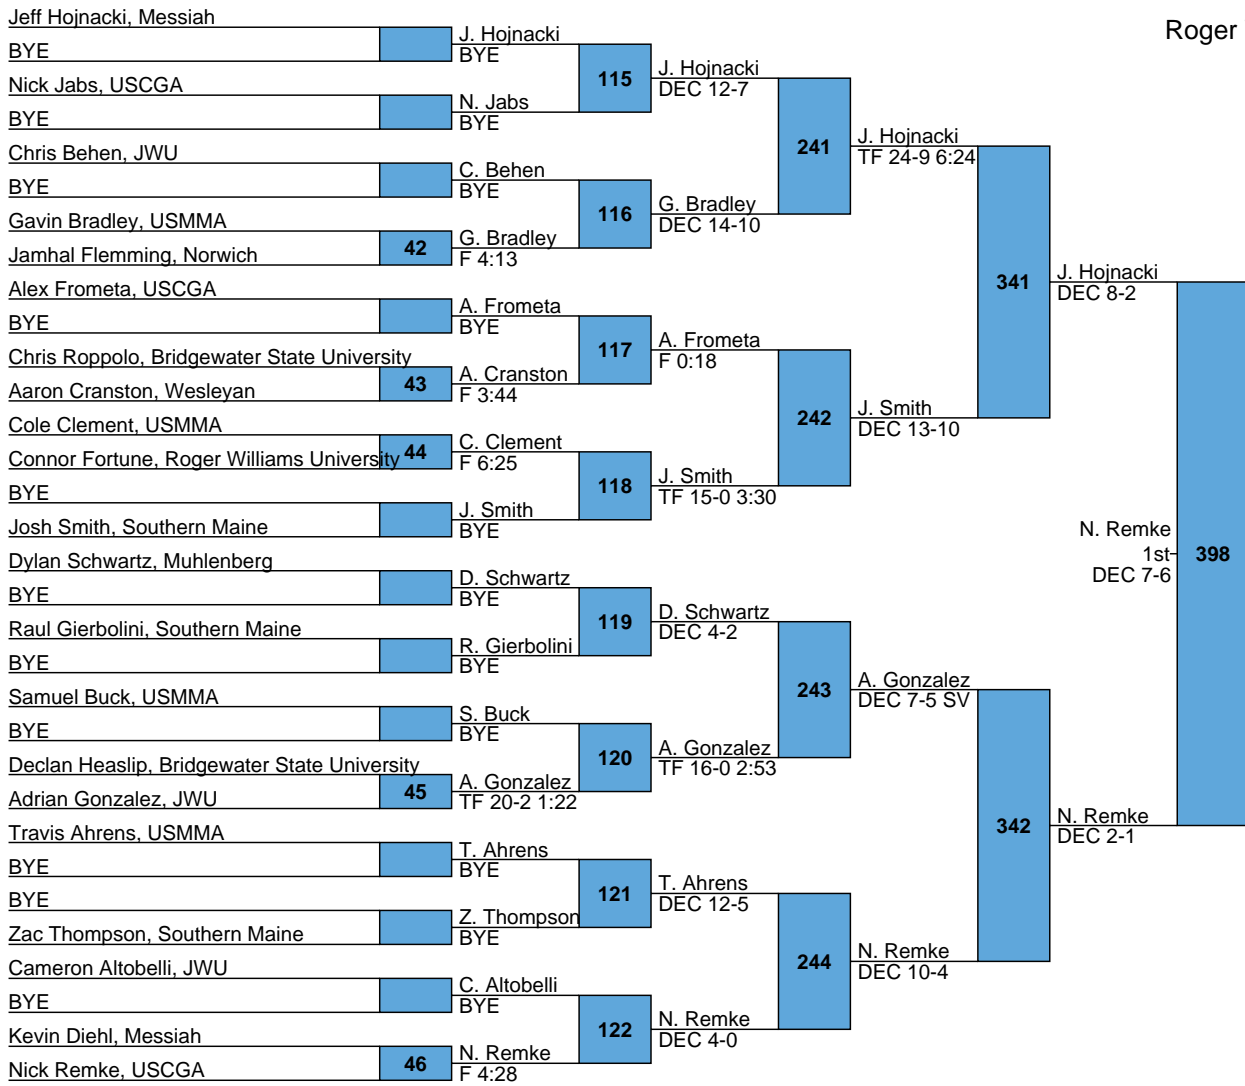 Roger
Jeff Hojnacki, Messiah
BYE
Nick Jabs, USCGA
BYE
Chris Behen, JWU
BYE
Gavin Bradley, USMMA
Jamhal Flemming, Norwich
Alex Frometa, USCGA
BYE
Chris Roppolo, Bridgewater State University
Aaron Cranston, Wesleyan
Cole Clement, USMMA
Connor Fortune, Roger Williams University
BYE
Josh Smith, Southern Maine
Dylan Schwartz, Muhlenberg
BYE
Raul Gierbolini, Southern Maine
BYE
Samuel Buck, USMMA
BYE
Declan Heaslip, Bridgewater State University
Adrian Gonzalez, JWU
Travis Ahrens, USMMA
BYE
BYE
Zac Thompson, Southern Maine
Cameron Altobelli, JWU
BYE
Kevin Diehl, Messiah
Nick Remke, USCGA
42
43
44
45
46
J. Hojnacki
BYE
N. Jabs
BYE
C. Behen
BYE
G. Bradley
F 4:13
A. Frometa
BYE
A. Cranston
F 3:44
C. Clement
F 6:25
J. Smith
BYE
D. Schwartz
BYE
R. Gierbolini
BYE
S. Buck
BYE
A. Gonzalez
TF 20-2 1:22
T. Ahrens
BYE
Z. Thompson
BYE
C. Altobelli
BYE
N. Remke
F 4:28
115
116
117
118
119
120
121
122
J. Hojnacki
DEC 12-7
G. Bradley
DEC 14-10
A. Frometa
F 0:18
J. Smith
TF 15-0 3:30
D. Schwartz
DEC 4-2
A. Gonzalez
TF 16-0 2:53
T. Ahrens
DEC 12-5
N. Remke
DEC 4-0
241
242
243
244
J. Hojnacki
TF 24-9 6:24
J. Smith
DEC 13-10
A. Gonzalez
DEC 7-5 SV
N. Remke
DEC 10-4
341
342
J. Hojnacki
DEC 8-2
N. Remke
DEC 2-1
N. Remke
1st
DEC 7-6
398